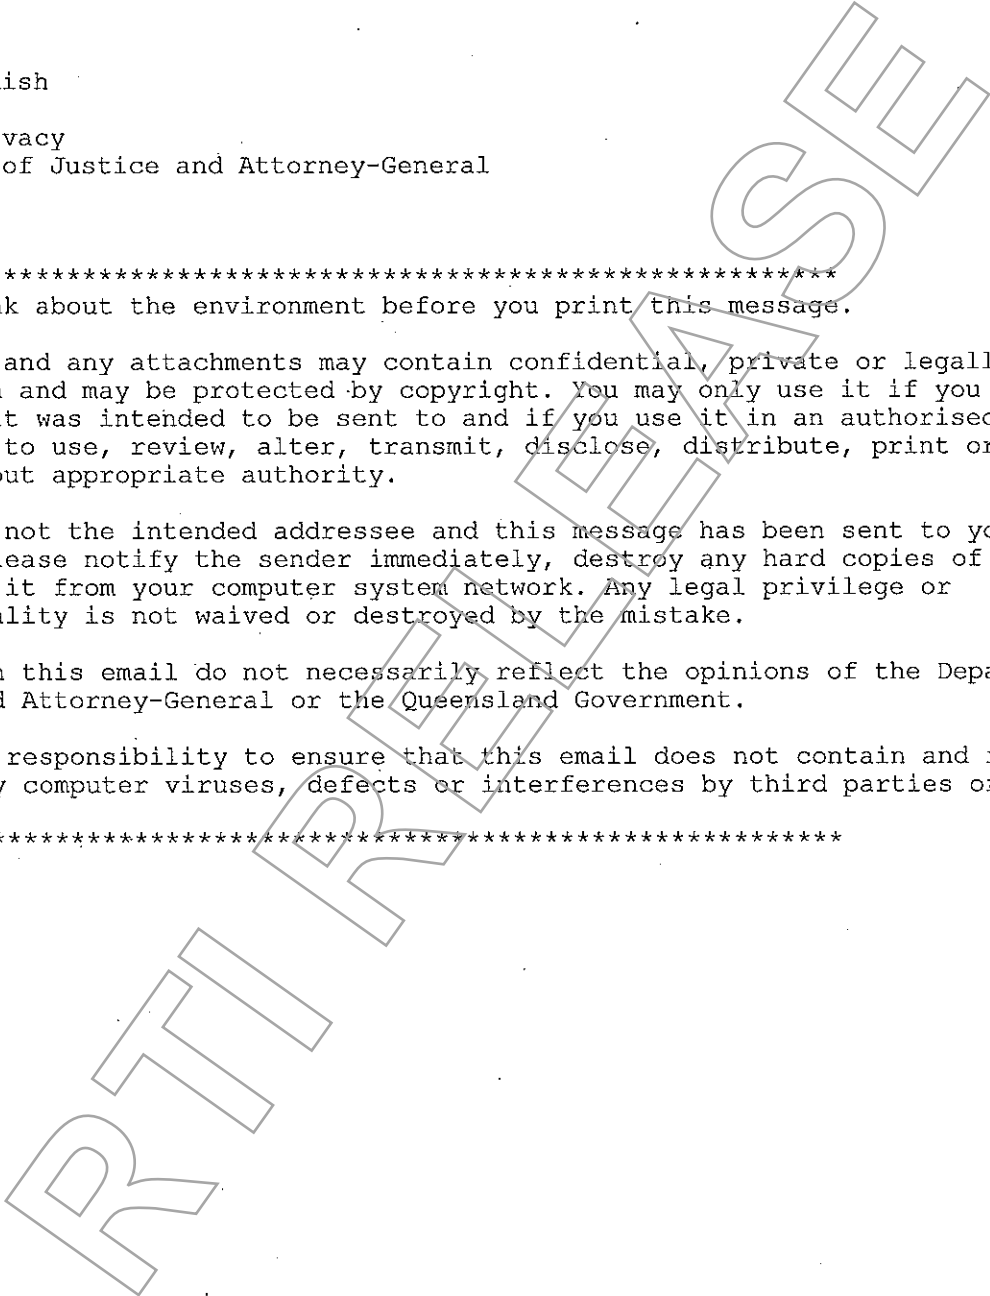 ish
vacy
of Justice and Attorney-General
*****************************************************
k about the environment before you print this message.
and any attachments may contain confidential, private or legall
and may be protected by copyright. You may only use it if you
t was intended to be sent to and if you use it in an authorised
to use, review, alter, transmit, disclose, distribute, print or
out appropriate authority.
not the intended addressee and this message has been sent to yo
lease notify the sender immediately, destroy any hard copies of
it from your computer system network. Any legal privilege or
lity is not waived or destroyed by the mistake.
this email do not necessarily reflect the opinions of the Depa
d Attorney-General or the Queensland Government.
responsibility to ensure that this email does not contain and
y computer viruses, defects or interferences by third parties or
******************************************************
RTI RELEASE